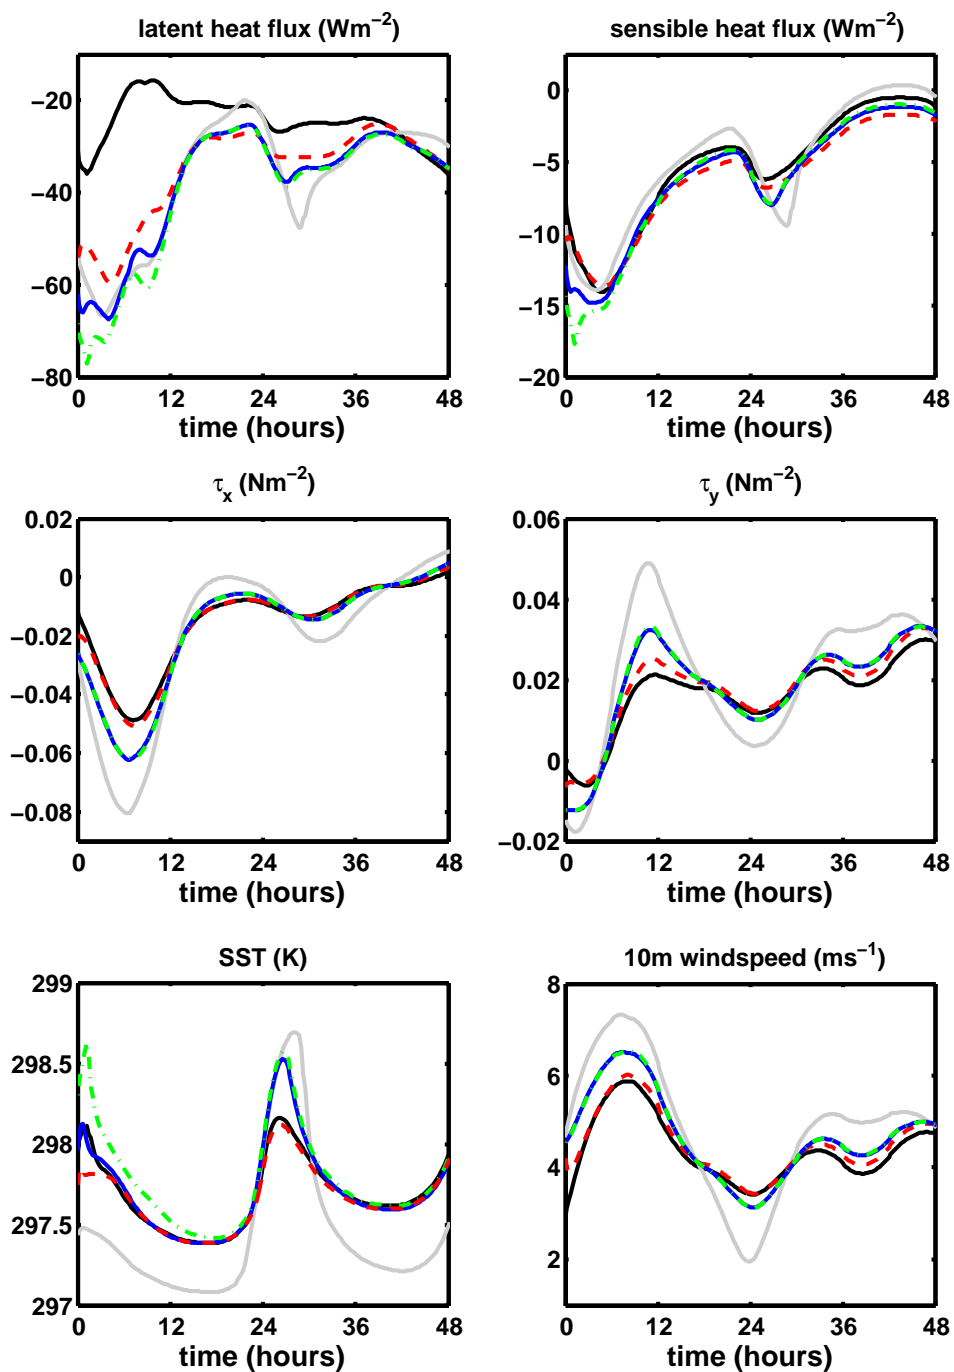 latent heat flux (Wm⁻²)
sensible heat flux (Wm⁻²)
−20
−40
−60
−80
0 12 24 36 48
time (hours)
0
−5
−10
−15
−20
0 12 24 36 48
time (hours)
τx (Nm⁻²)
τy (Nm⁻²)
0.02
0
−0.02
−0.04
−0.06
−0.08
0 12 24 36 48
time (hours)
0.06
0.04
0.02
0
−0.02
0 12 24 36 48
time (hours)
SST (K)
10m windspeed (ms⁻¹)
299
298.5
298
297.5
297
0 12 24 36 48
time (hours)
8
6
4
2
0 12 24 36 48
time (hours)